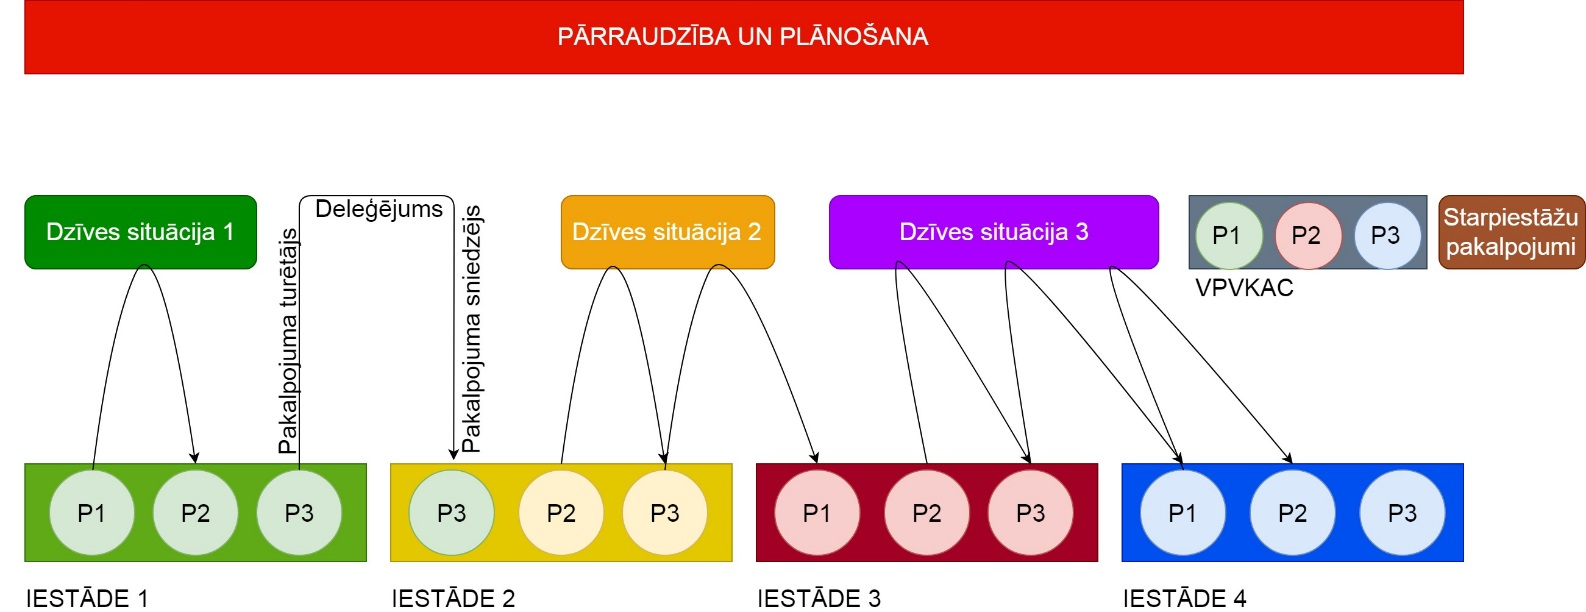 PĀRRAUDZĪBA UN PLĀNOŠANA
Dzīves situācija 1
Deleģējums
Pakalpojuma turētājs
Pakalpojuma sniedzējs
Dzīves situācija 2
Dzīves situācija 3
P1 P2 P3
VPVKAC
Starpiestāžu
pakalpojumi
P1 P2 P3
IESTĀDE 1
P3 P2 P3
IESTĀDE 2
P1 P2 P3
IESTĀDE 3
P1 P2 P3
IESTĀDE 4